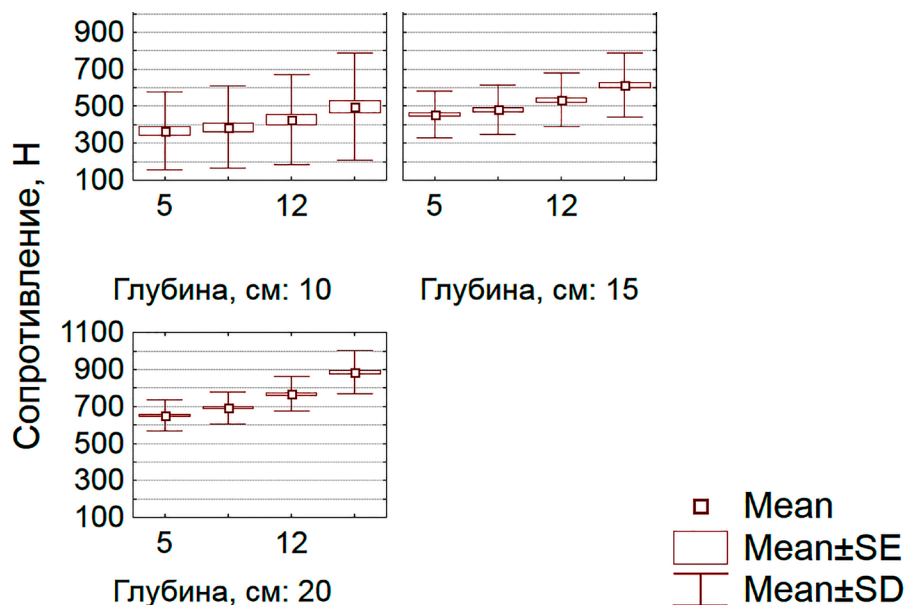 Сопротивление, Н
900
700
500
300
100
5 12
5 12
Глубина, см: 10
Глубина, см: 15
1100
900
700
500
300
100
5 12
Глубина, см: 20
Mean
Mean±SE
Mean±SD